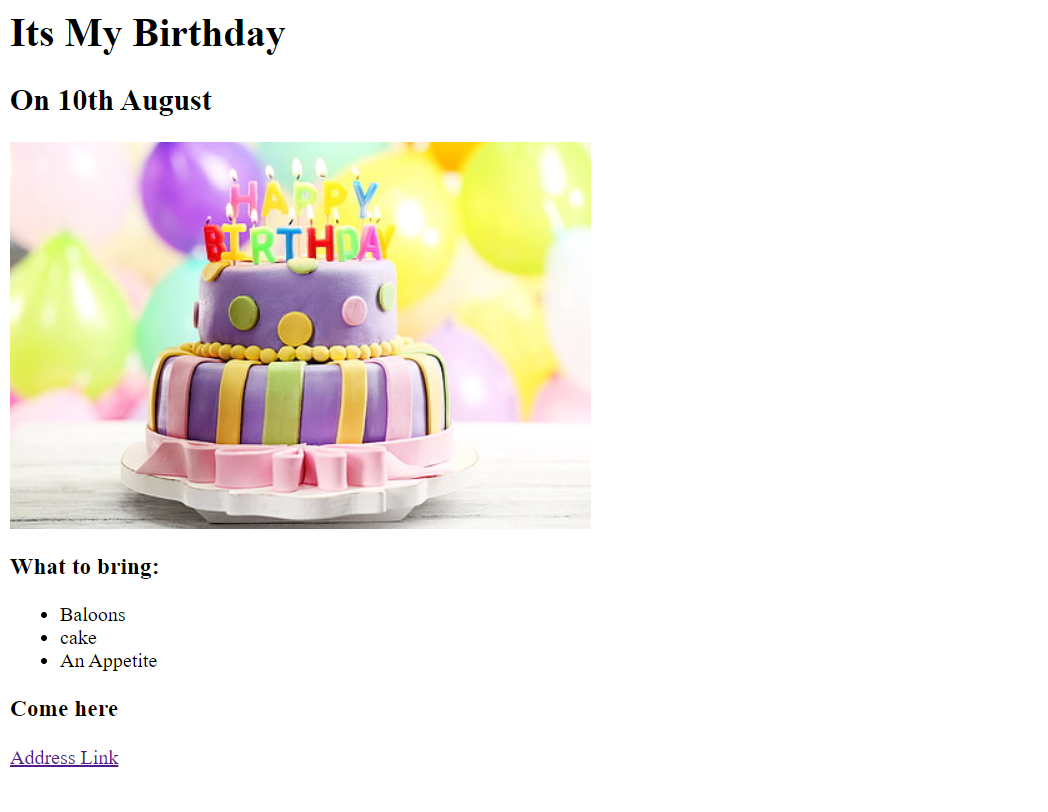 Its My Birthday
On 10th August
HAPPY
BIRTHDAY
What to bring:
Baloons
cake
An Appetite
Come here
Address Link